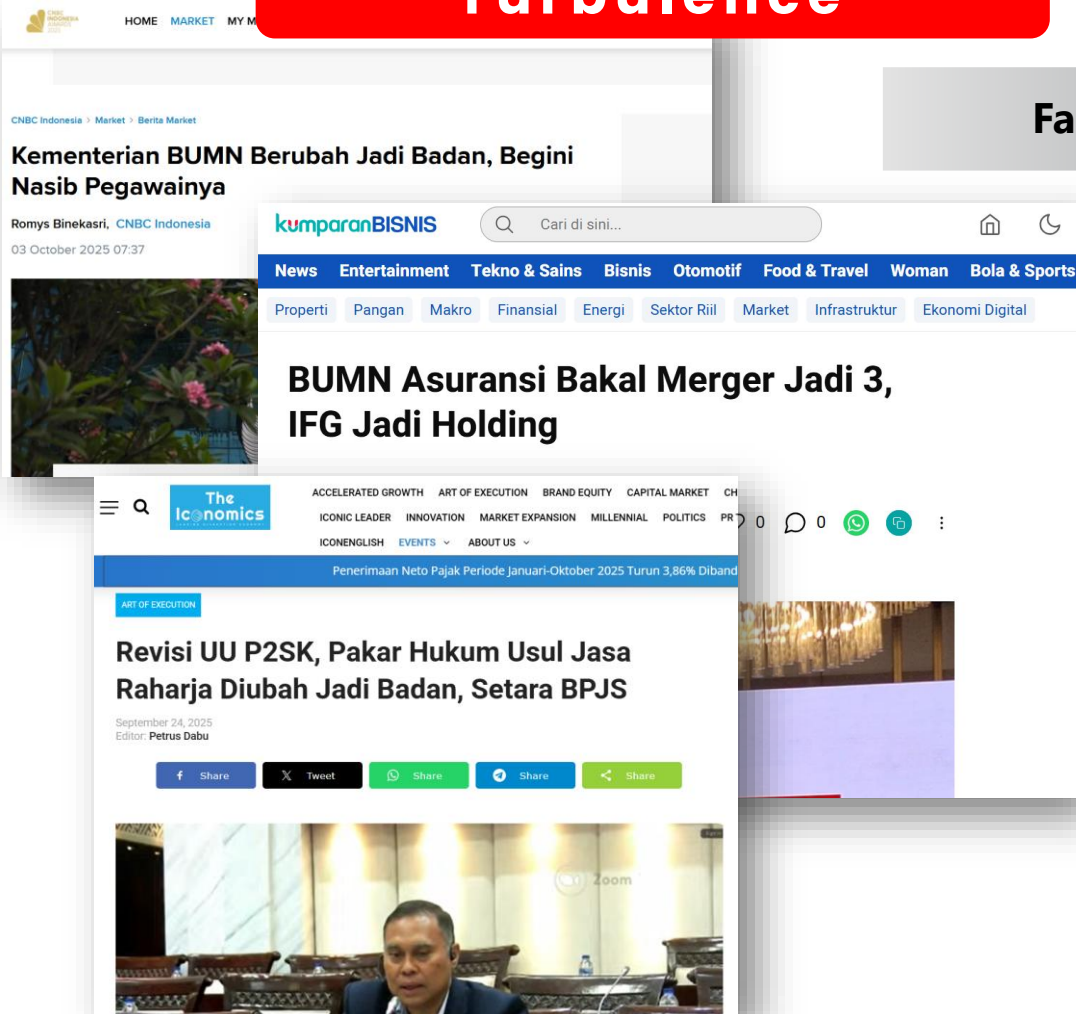 Turbulence
CNBC
INDONESIA
AWARDS
2025
HOME MARKET MY M
Fa
CNBC Indonesia > Market > Berita Market
Kementerian BUMN Berubah Jadi Badan, Begini
Nasib Pegawainya
Romys Binekasri, CNBC Indonesia
03 October 2025 07:37
kumparanBISNIS
Cari di sini...
News Entertainment Tekno & Sains Bisnis Otomotif Food & Travel Woman Bola & Sports
Properti Pangan Makro Finansial Energi Sektor Riil Market Infrastruktur Ekonomi Digital
BUMN Asuransi Bakal Merger Jadi 3,
IFG Jadi Holding
0 0
The
Iconomics
ACCELERATED GROWTH ART OF EXECUTION BRAND EQUITY CAPITAL MARKET CH
ICONIC LEADER INNOVATION MARKET EXPANSION MILLENNIAL POLITICS PR
ICONENGLISH EVENTS ABOUT US
Penerimaan Neto Pajak Periode Januari-Oktober 2025 Turun 3,86% Diband
ART OF EXECUTION
Revisi UU P2SK, Pakar Hukum Usul Jasa
Raharja Diubah Jadi Badan, Setara BPJS
September 24, 2025
Editor: Petrus Dabu
Share Tweet Share Share Share
Zoom